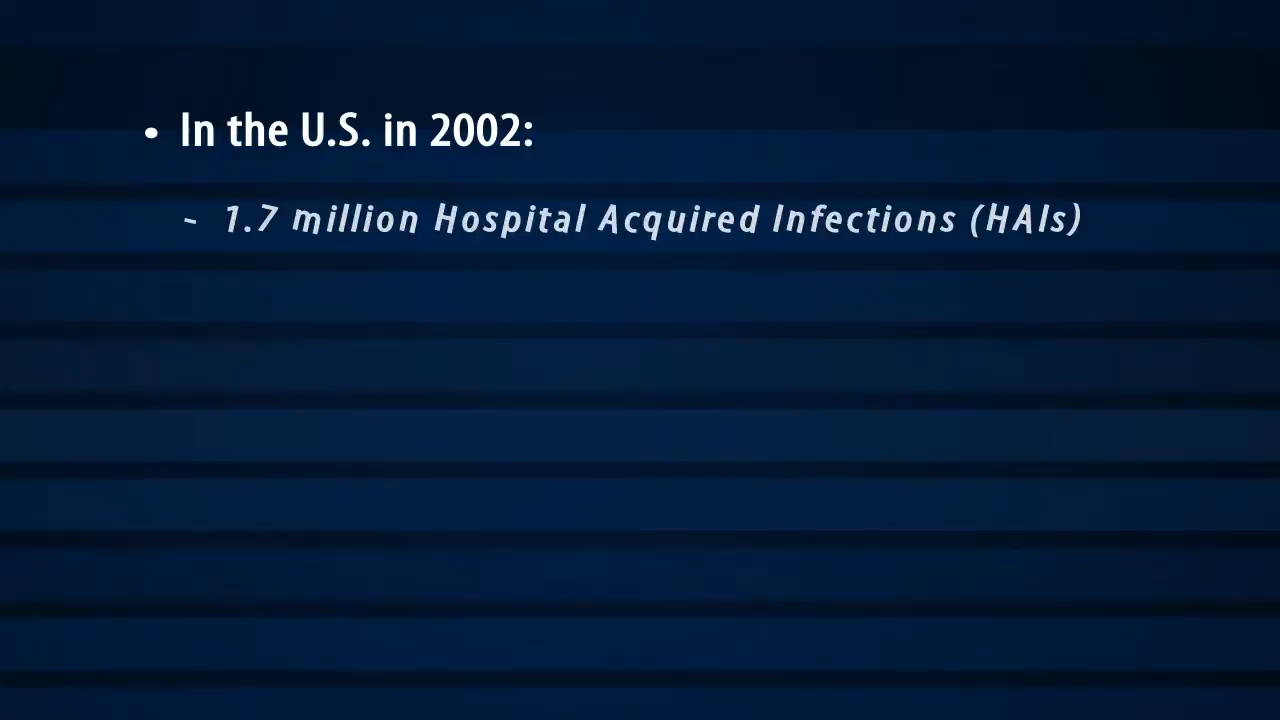 • In the U.S. in 2002:
- 1.7 million Hospital Acquired Infections (HAIs)